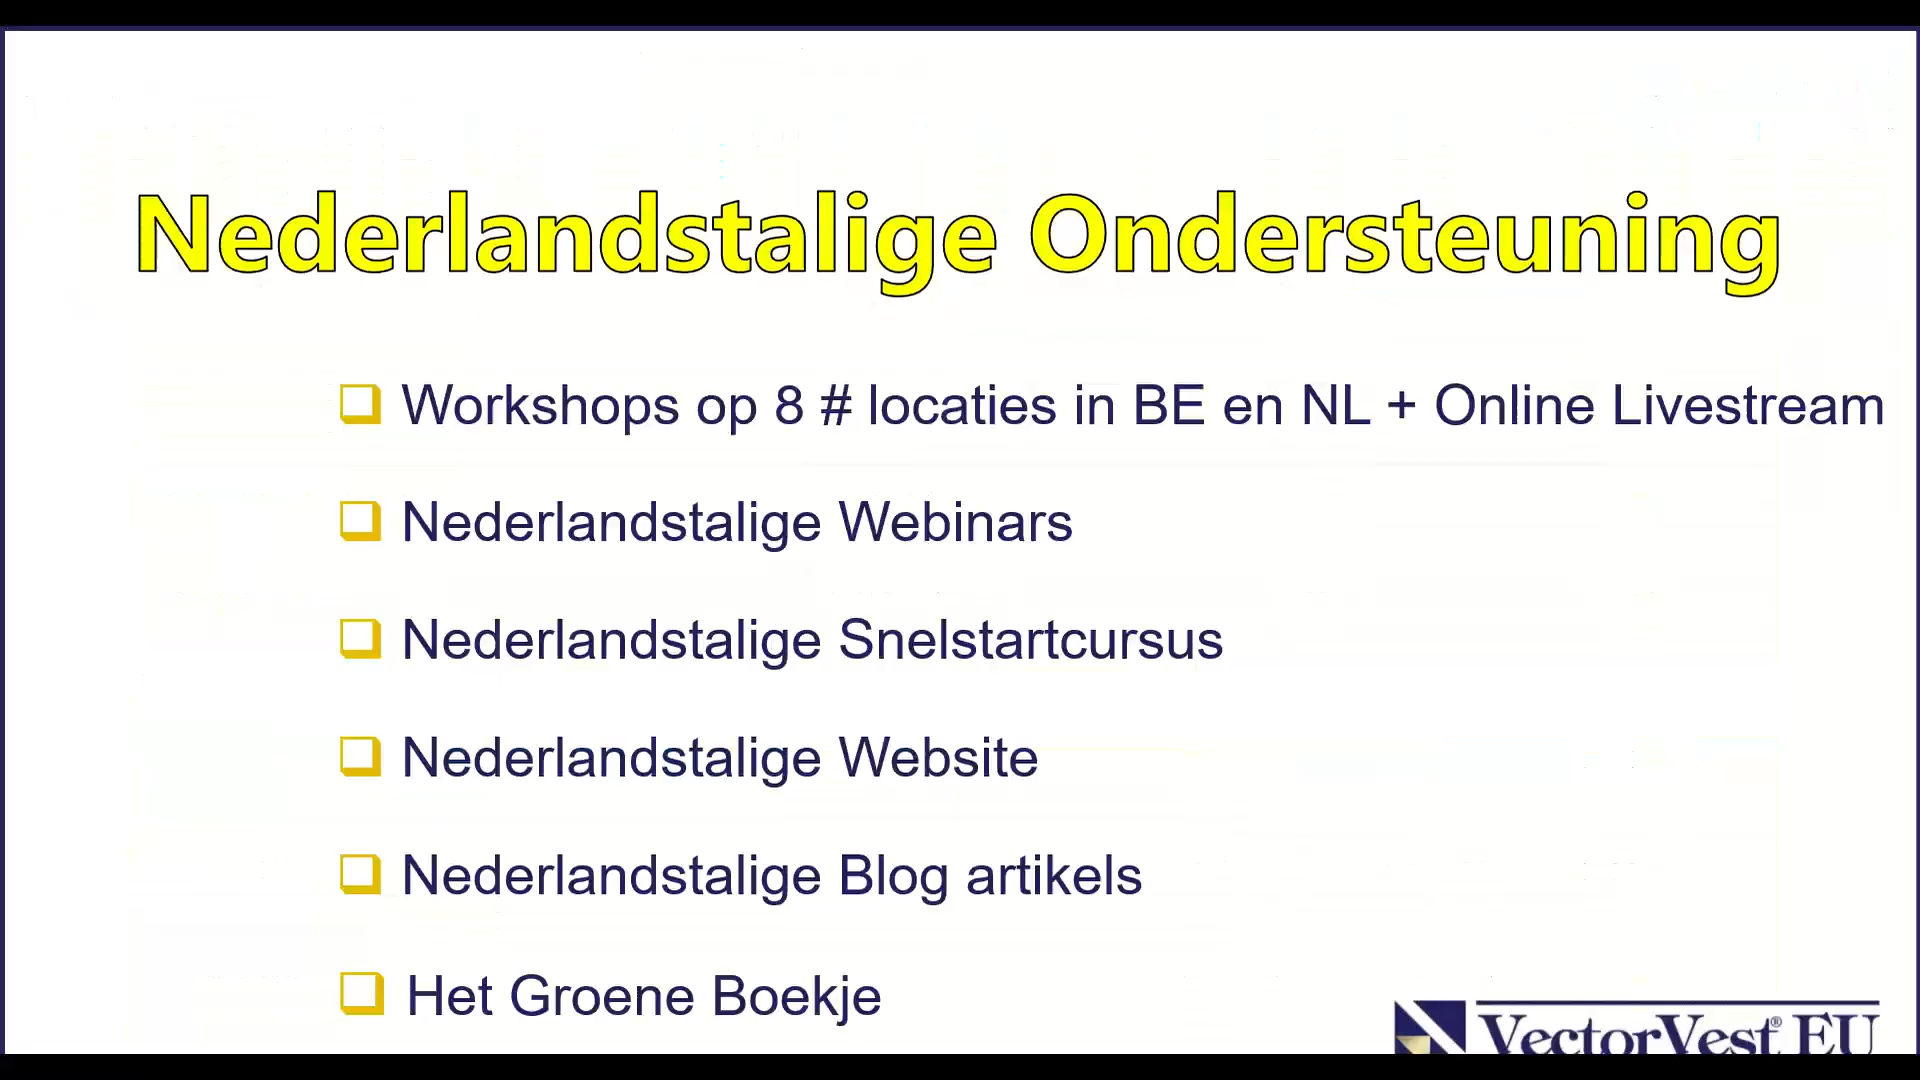 Nederlandstalige Ondersteuning
Workshops op 8 # locaties in BE en NL + Online Livestream
Nederlandstalige Webinars
Nederlandstalige Snelstartcursus
Nederlandstalige Website
Nederlandstalige Blog artikels
Het Groene Boekje
VectorVest® EU